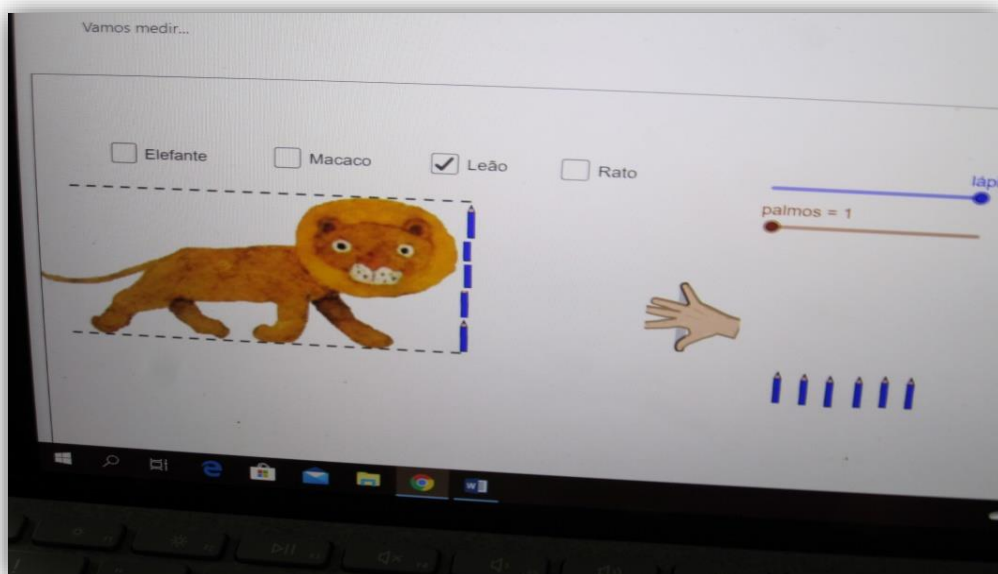 Vamos medir...
Elefante
Macaco
Leão
Rato
palmos = 1